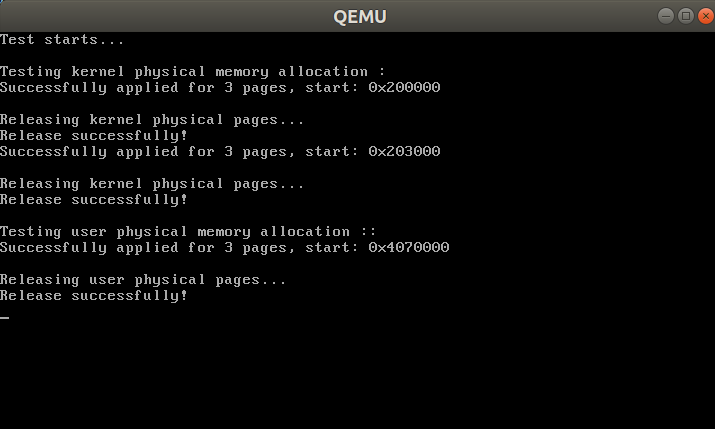 QEMU
Test starts...
Testing kernel physical memory allocation :
Successfully applied for 3 pages, start: 0x200000
Releasing kernel physical pages...
Release successfully!
Successfully applied for 3 pages, start: 0x203000
Releasing kernel physical pages...
Release successfully!
Testing user physical memory allocation ::
Successfully applied for 3 pages, start: 0x4070000
Releasing user physical pages...
Release successfully!
_